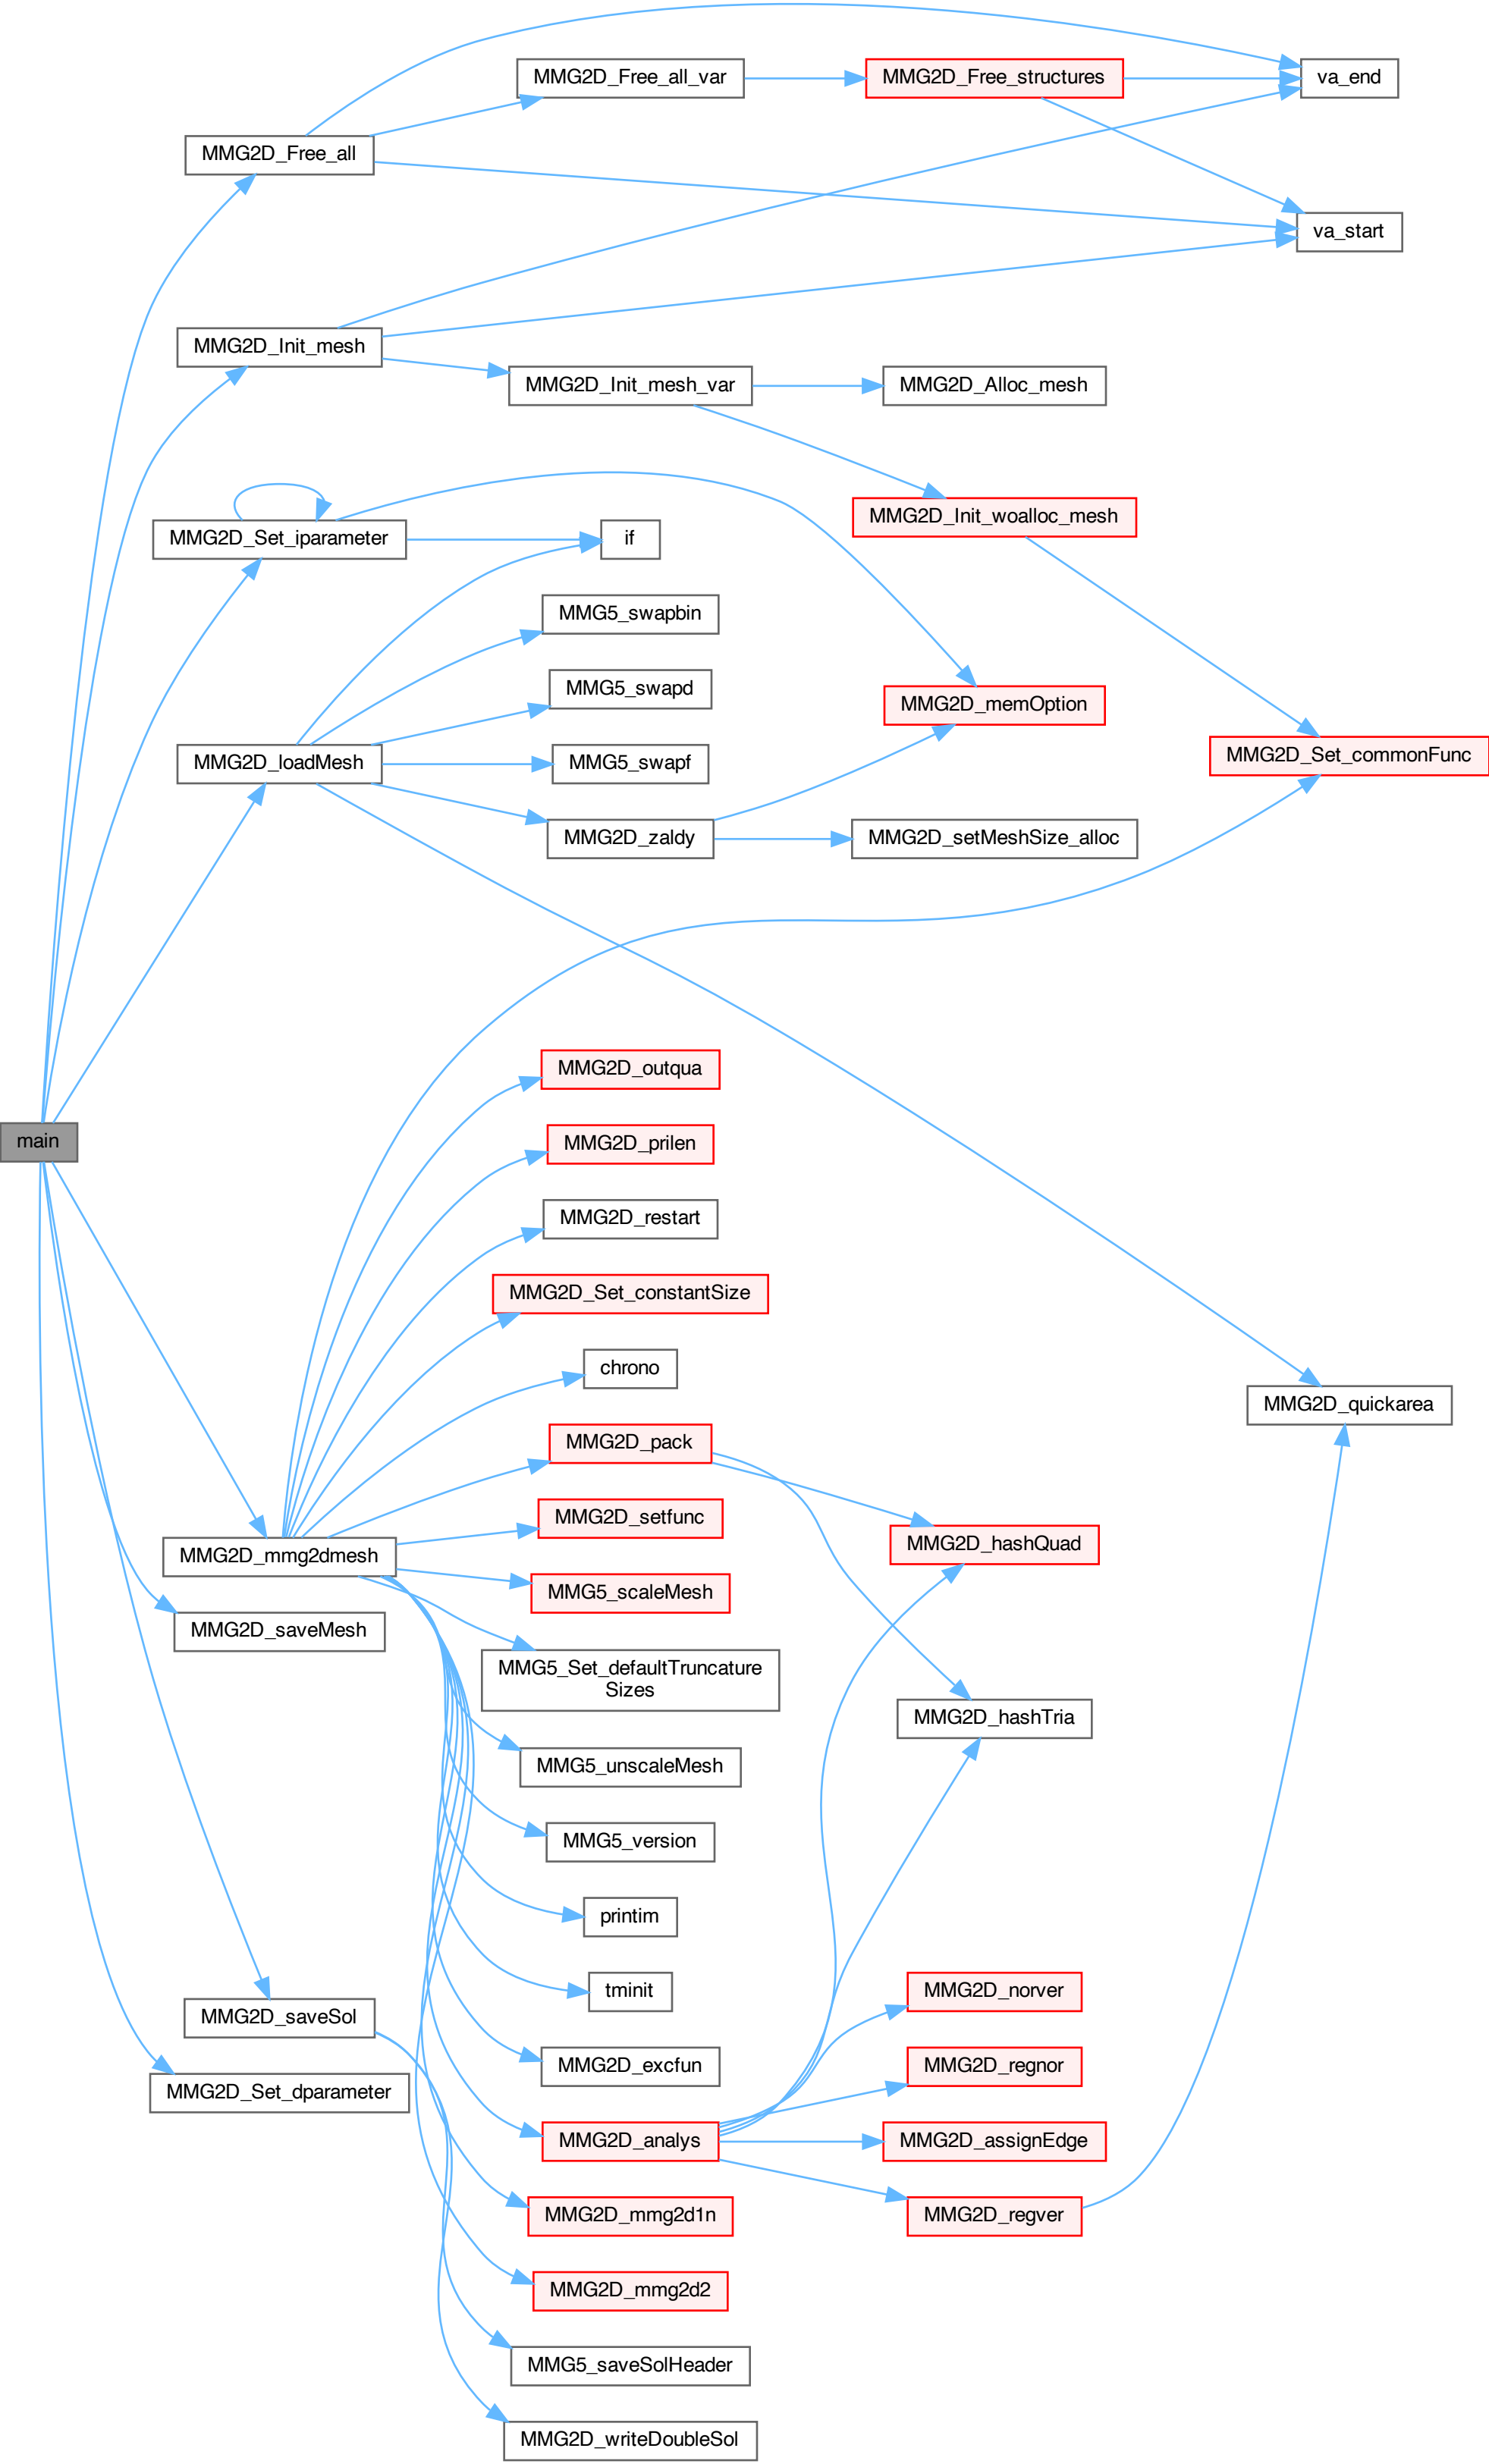 MMG2D_Free_all_var
MMG2D_Free_structures
va_end
MMG2D_Free_all
va_start
MMG2D_Init_mesh
MMG2D_Init_mesh_var
MMG2D_Alloc_mesh
MMG2D_Init_woalloc_mesh
MMG2D_Set_iparameter
if
MMG5_swapbin
MMG5_swapd
MMG2D_memOption
MMG2D_Set_commonFunc
MMG2D_loadMesh
MMG5_swapf
MMG2D_zaldy
MMG2D_setMeshSize_alloc
MMG2D_outqua
main
MMG2D_prilen
MMG2D_restart
MMG2D_Set_constantSize
chrono
MMG2D_quickarea
MMG2D_pack
MMG2D_setfunc
MMG2D_hashQuad
MMG2D_mmg2dmesh
MMG5_scaleMesh
MMG2D_saveMesh
MMG5_Set_defaultTruncature
Sizes
MMG2D_hashTria
MMG5_unscaleMesh
MMG5_version
printim
tminit
MMG2D_norver
MMG2D_saveSol
MMG2D_excfun
MMG2D_regnor
MMG2D_Set_dparameter
MMG2D_analys
MMG2D_assignEdge
MMG2D_mmg2d1n
MMG2D_regver
MMG2D_mmg2d2
MMG5_saveSolHeader
MMG2D_writeDoubleSol